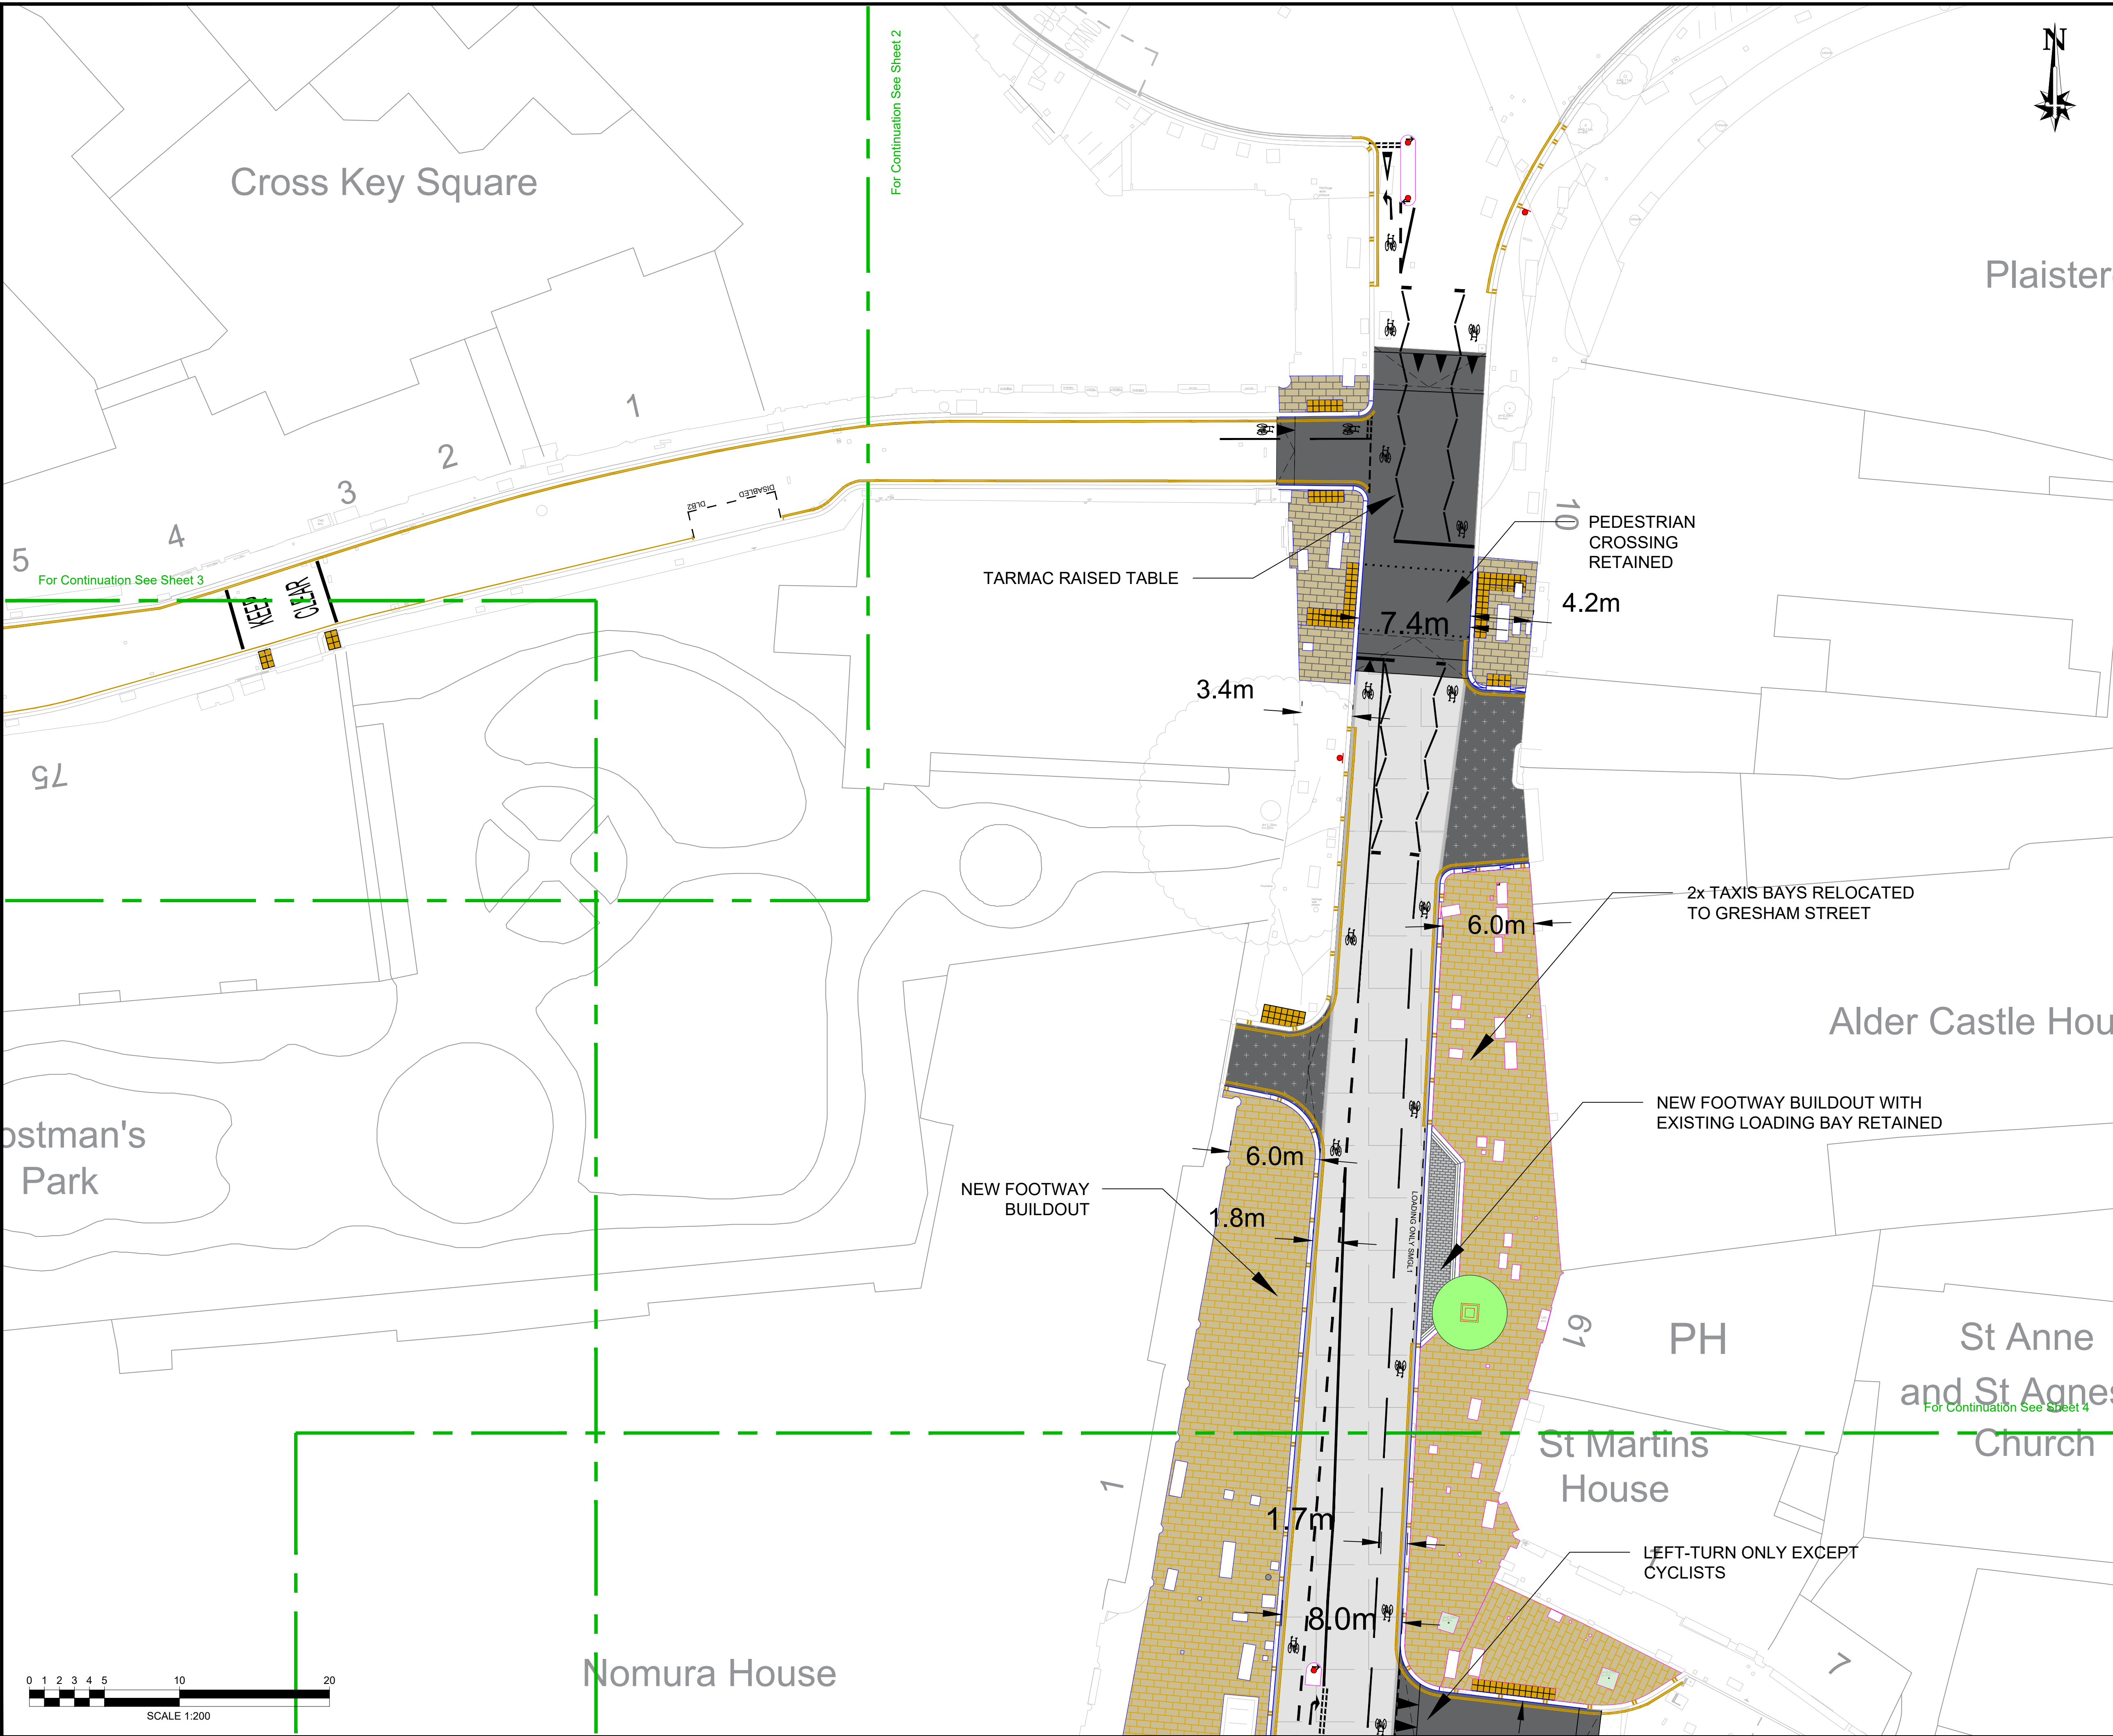 N
For Continuation See Sheet 2
Cross Key Square
Plaister
1
2
3
4
5
DLB2
DISABLED
For Continuation See Sheet 3
KEEP
CLEAR
75
10
PEDESTRIAN
CROSSING
RETAINED
TARMAC RAISED TABLE
7.4m
4.2m
3.4m
2x TAXIS BAYS RELOCATED
TO GRESHAM STREET
6.0m
Alder Castle Hou
NEW FOOTWAY BUILDOUT WITH
EXISTING LOADING BAY RETAINED
ostman's
Park
6.0m
NEW FOOTWAY
BUILDOUT
1.8m
LOADING ONLY SMGL1
61
PH
St Anne
and St Agnes
Church
For Continuation See Sheet 4
St Martins
House
1
1.7m
LEFT-TURN ONLY EXCEPT
CYCLISTS
8.0m
7
Nomura House
0 1 2 3 4 5 10 20
SCALE 1:200